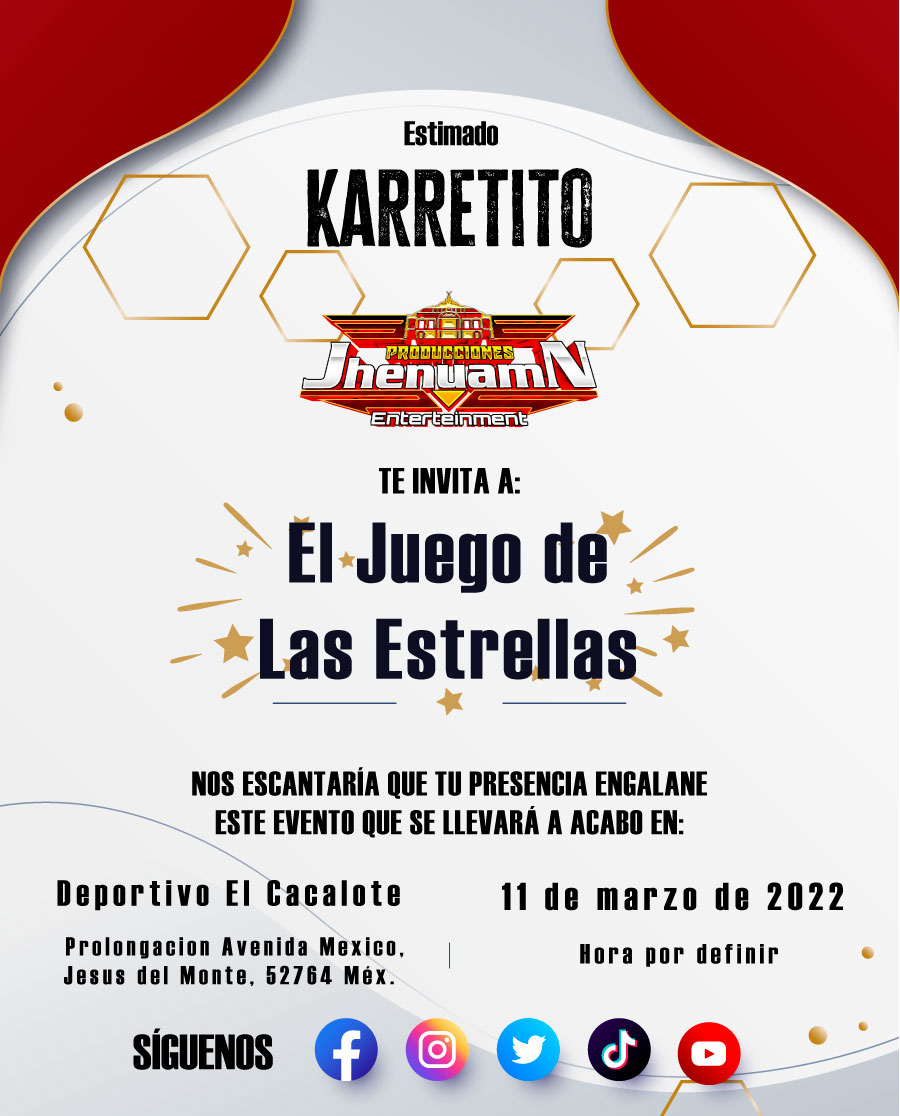 Estimado
KARRETITO
PRODUCCIONES
JhenuamN
Enterteinment
TE INVITA A:
El Juego de
Las Estrellas
NOS ESCANTARÍA QUE TU PRESENCIA ENGALANE
ESTE EVENTO QUE SE LLEVARÁ A ACABO EN:
Deportivo El Cacalote
Prolongacion Avenida Mexico,
Jesus del Monte, 52764 Méx.
11 de marzo de 2022
Hora por definir
SÍGUENOS